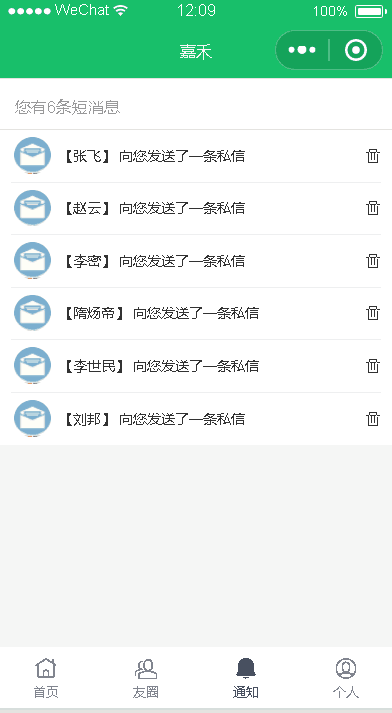 WeChat 12:09 100%
嘉禾
您有6条短消息
【张飞】 向您发送了一条私信
【赵云】 向您发送了一条私信
【李密】 向您发送了一条私信
【隋炀帝】 向您发送了一条私信
【李世民】 向您发送了一条私信
【刘邦】 向您发送了一条私信
首页 友圈 通知 个人